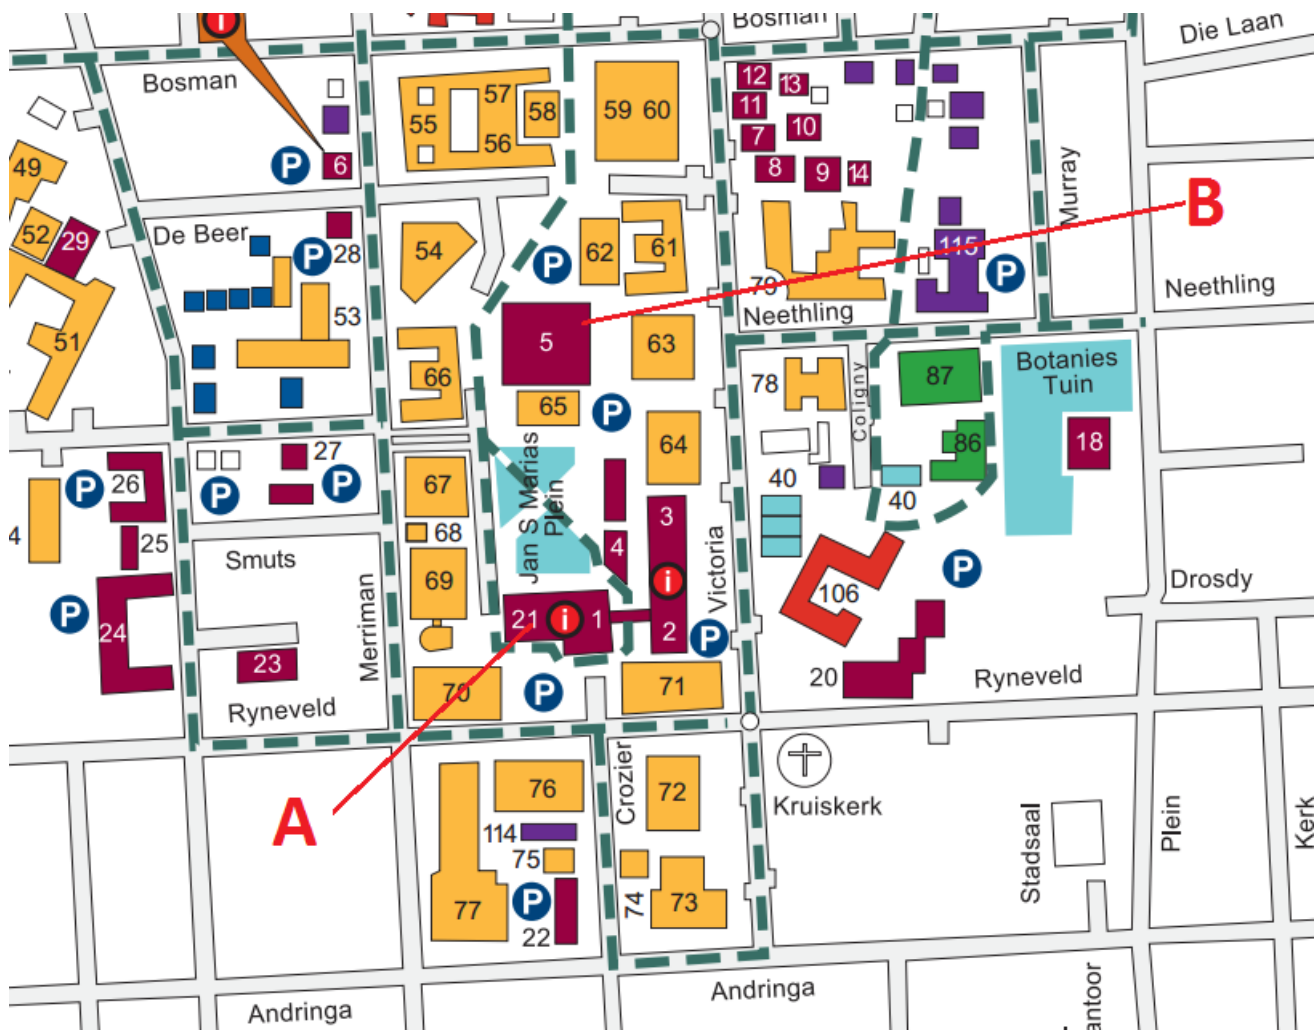 Bosman
Die Laan
i
12
13
57
58
59 60
11
55
10
7
56
Bosman
P
6
49
8
9
14
Murray
B
52
29
De Beer
28
P
54
P
62
61
115
P
79
Neethling
Neethling
53
51
5
63
66
78
Coligny
87
Botanies
Tuin
65
P
64
86
18
27
26
P
P
P
67
Jan S Marias
Plein
3
40
40
4
25
68
4
Smuts
Victoria
69
i
P
106
Drosdy
P
24
Merriman
21
i
1
2
P
23
70
P
71
20
Ryneveld
Ryneveld
A
76
Crozier
72
Kruiskerk
Stadsaal
Plein
Kerk
114
75
77
P
22
74
73
Andringa
Andringa
antoor